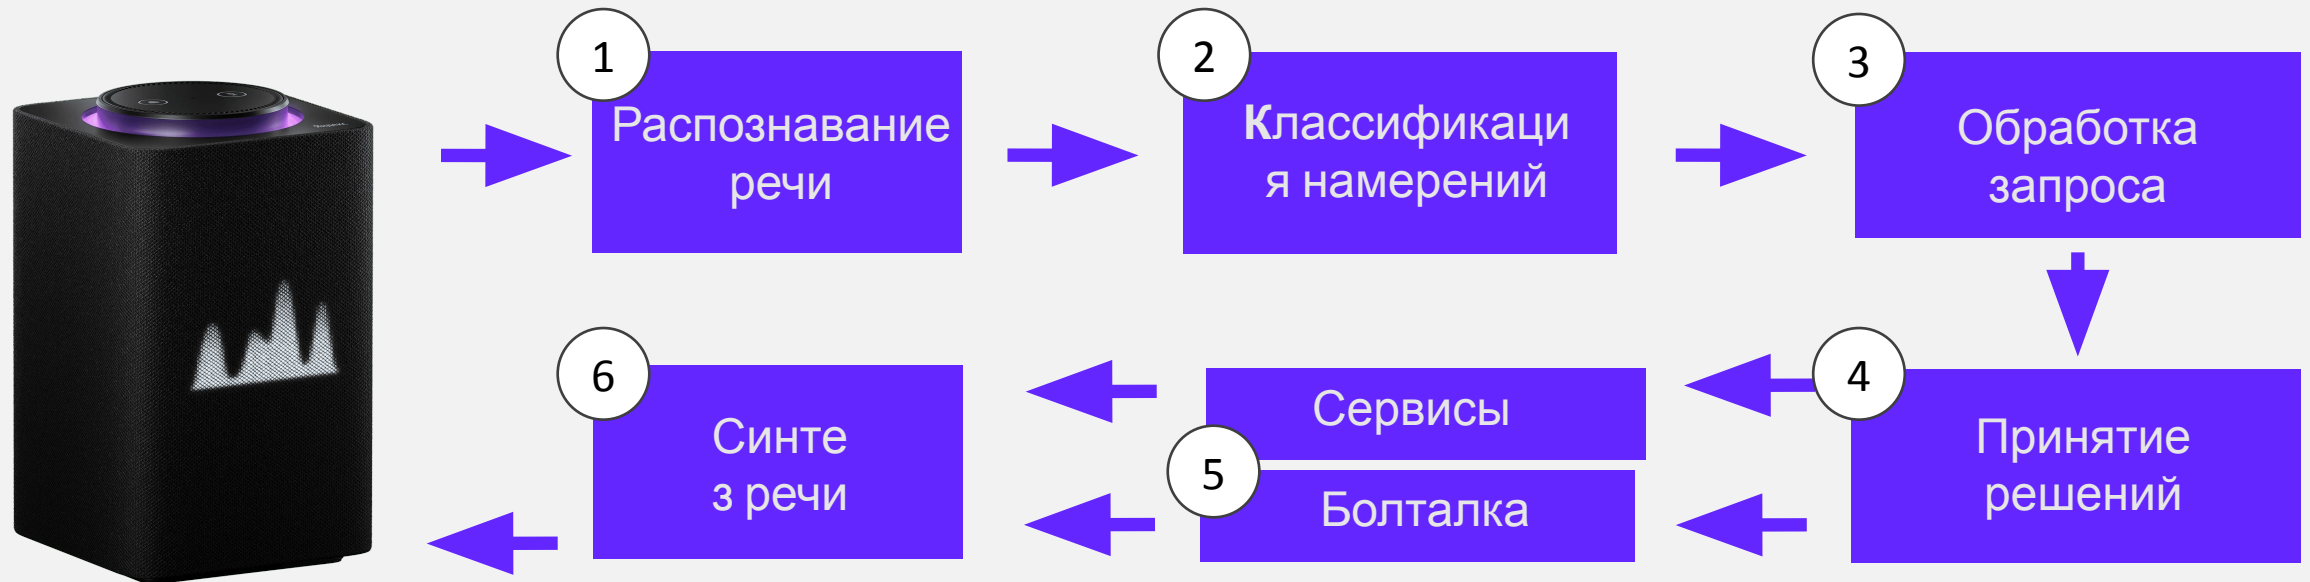 1
Распознавание
речи
2
Классификаци
я намерений
3
Обработка
запроса
4
Принятие
решений
Сервисы
5
Болталка
6
Синте
з речи